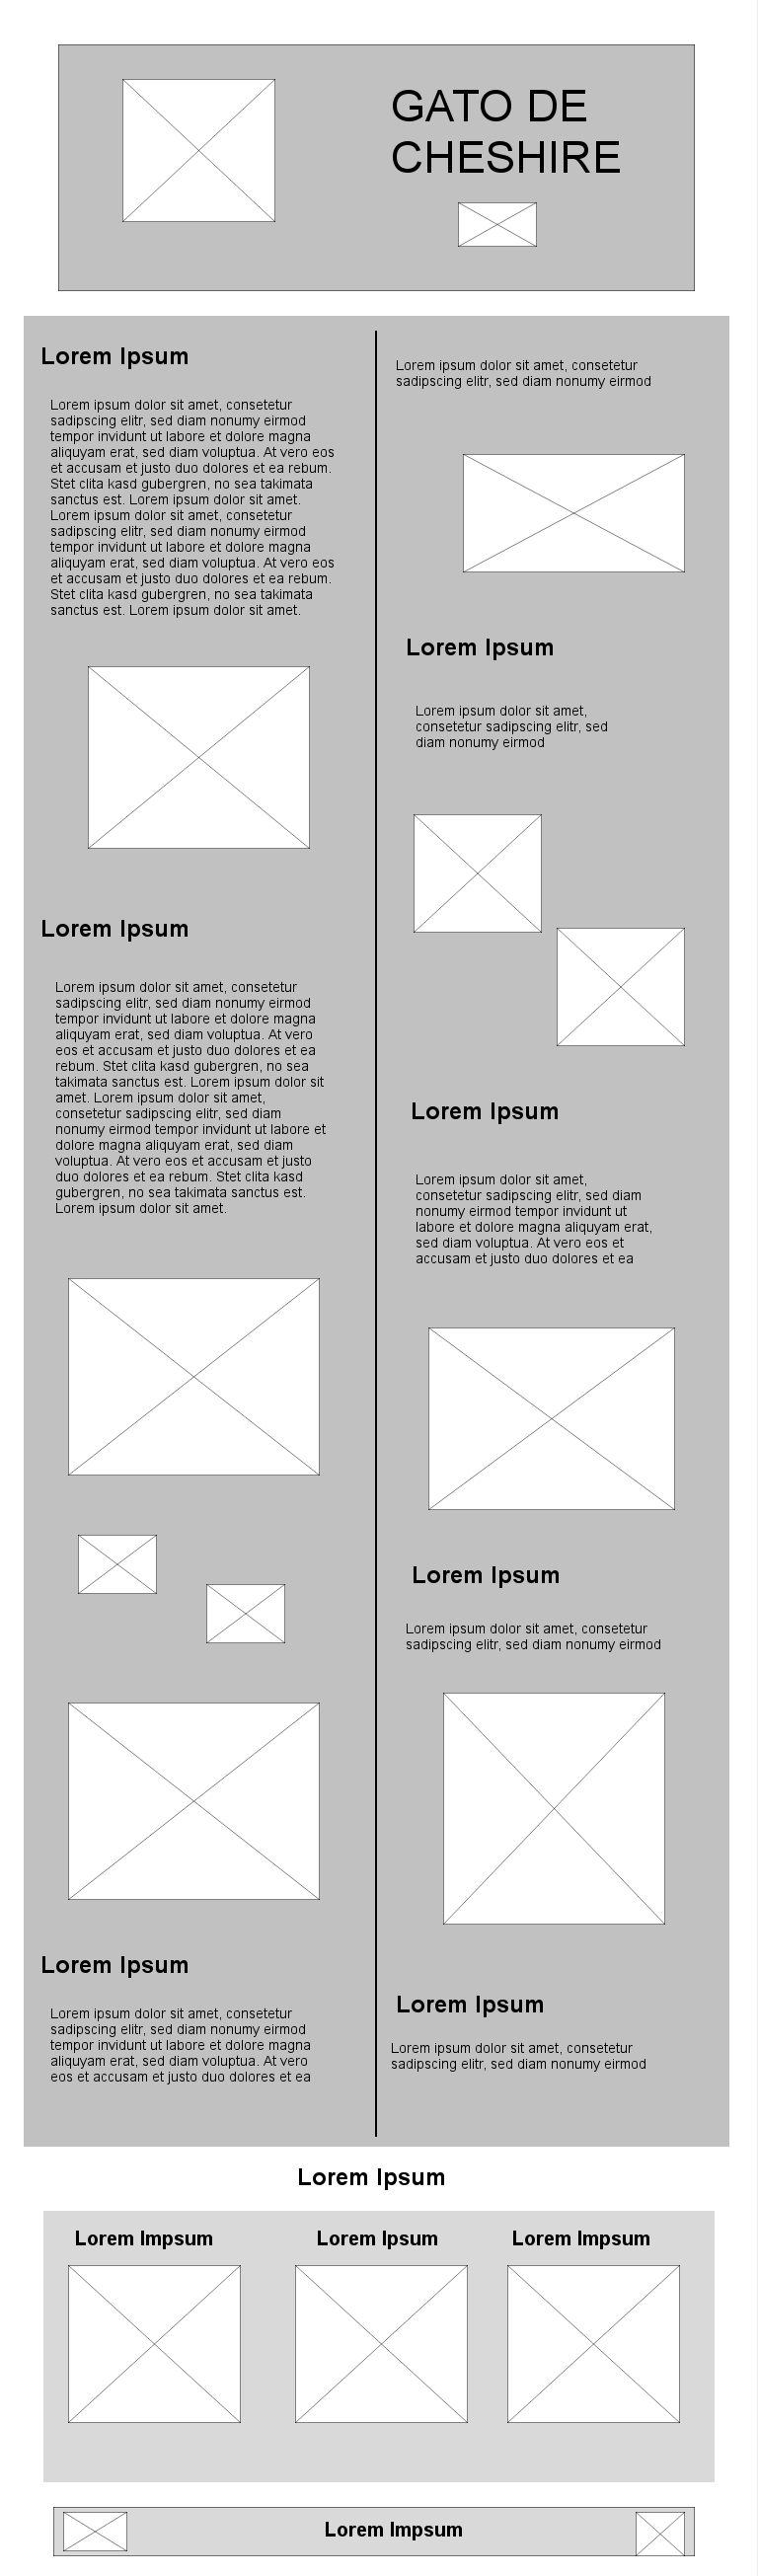 GATO DE
CHESHIRE
Lorem Ipsum
Lorem ipsum dolor sit amet, consetetur
sadipscing elitr, sed diam nonumy eirmod
tempor invidunt ut labore et dolore magna
aliquyam erat, sed diam voluptua. At vero eos
et accusam et justo duo dolores et ea rebum.
Stet clita kasd gubergren, no sea takimata
sanctus est. Lorem ipsum dolor sit amet.
Lorem ipsum dolor sit amet, consetetur
sadipscing elitr, sed diam nonumy eirmod
tempor invidunt ut labore et dolore magna
aliquyam erat, sed diam voluptua. At vero eos
et accusam et justo duo dolores et ea rebum.
Stet clita kasd gubergren, no sea takimata
sanctus est. Lorem ipsum dolor sit amet.
Lorem Ipsum
Lorem ipsum dolor sit amet, consetetur
sadipscing elitr, sed diam nonumy eirmod
tempor invidunt ut labore et dolore magna
aliquyam erat, sed diam voluptua. At vero
eos et accusam et justo duo dolores et ea
rebum. Stet clita kasd gubergren, no sea
takimata sanctus est. Lorem ipsum dolor sit
amet. Lorem ipsum dolor sit amet,
consetetur sadipscing elitr, sed diam
nonumy eirmod tempor invidunt ut labore et
dolore magna aliquyam erat, sed diam
voluptua. At vero eos et accusam et justo
duo dolores et ea rebum. Stet clita kasd
gubergren, no sea takimata sanctus est.
Lorem ipsum dolor sit amet.
Lorem Ipsum
Lorem ipsum dolor sit amet, consetetur
sadipscing elitr, sed diam nonumy eirmod
tempor invidunt ut labore et dolore magna
aliquyam erat, sed diam voluptua. At vero
eos et accusam et justo duo dolores et ea
Lorem ipsum dolor sit amet, consetetur
sadipscing elitr, sed diam nonumy eirmod
Lorem Ipsum
Lorem ipsum dolor sit amet,
consetetur sadipscing elitr, sed
diam nonumy eirmod
Lorem Ipsum
Lorem ipsum dolor sit amet,
consetetur sadipscing elitr, sed diam
nonumy eirmod tempor invidunt ut
labore et dolore magna aliquyam erat,
sed diam voluptua. At vero eos et
accusam et justo duo dolores et ea
Lorem Ipsum
Lorem ipsum dolor sit amet, consetetur
sadipscing elitr, sed diam nonumy eirmod
Lorem Ipsum
Lorem ipsum dolor sit amet, consetetur
sadipscing elitr, sed diam nonumy eirmod
Lorem Ipsum
Lorem Impsum
Lorem Ipsum
Lorem Impsum
Lorem Impsum